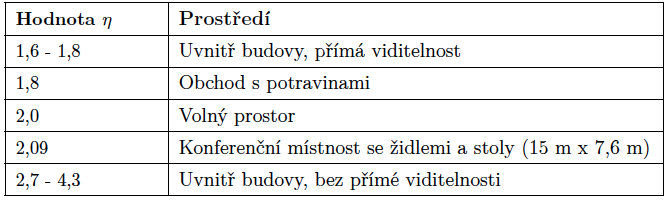 Hodnota η Prostředí
1,6 - 1,8 Uvnitř budovy, přímá viditelnost
1,8 Obchod s potravinami
2,0 Volný prostor
2,09 Konferenční místnost se židlemi a stoly (15 m x 7,6 m)
2,7 - 4,3 Uvnitř budovy, bez přímé viditelnosti